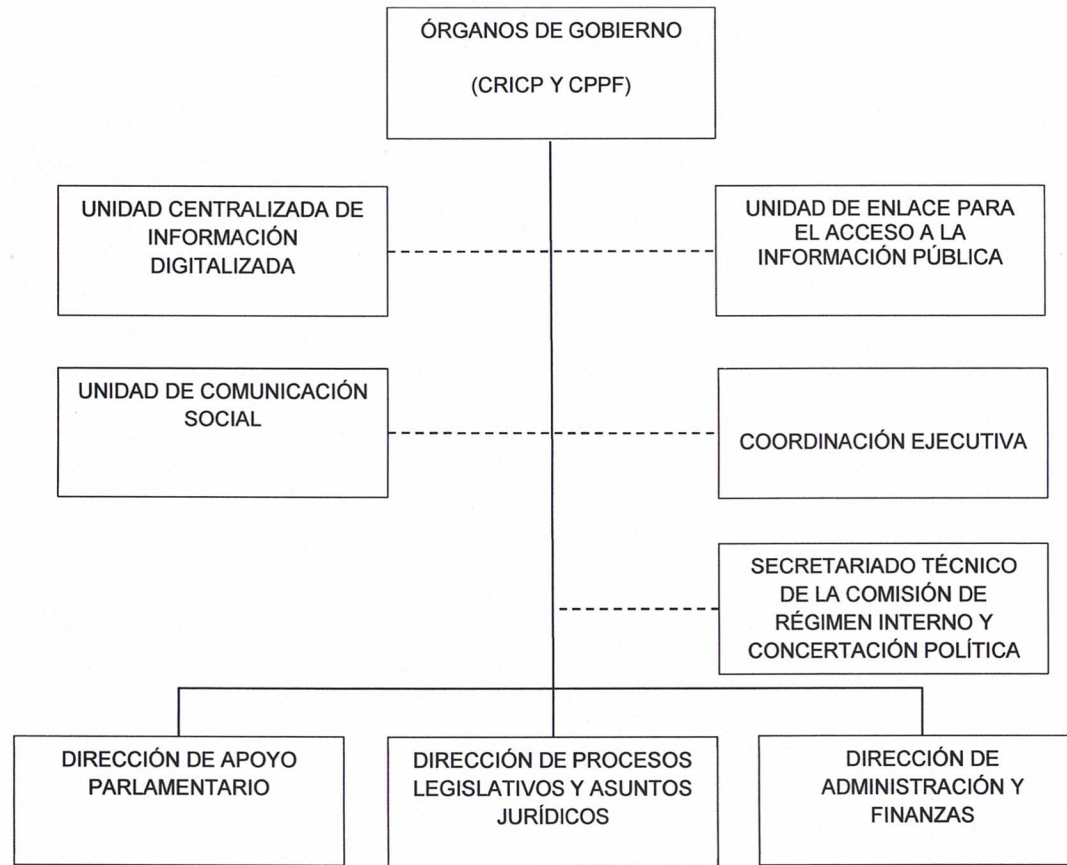 ÓRGANOS DE GOBIERNO
(CRICP Y CPPF)
UNIDAD CENTRALIZADA DE
INFORMACIÓN
DIGITALIZADA
UNIDAD DE ENLACE PARA
EL ACCESO A LA
INFORMACIÓN PÚBLICA
UNIDAD DE COMUNICACIÓN
SOCIAL
COORDINACIÓN EJECUTIVA
SECRETARIADO TÉCNICO
DE LA COMISIÓN DE
RÉGIMEN INTERNO Y
CONCERTACIÓN POLÍTICA
DIRECCIÓN DE APOYO
PARLAMENTARIO
DIRECCIÓN DE PROCESOS
LEGISLATIVOS Y ASUNTOS
JURÍDICOS
DIRECCIÓN DE
ADMINISTRACIÓN Y
FINANZAS